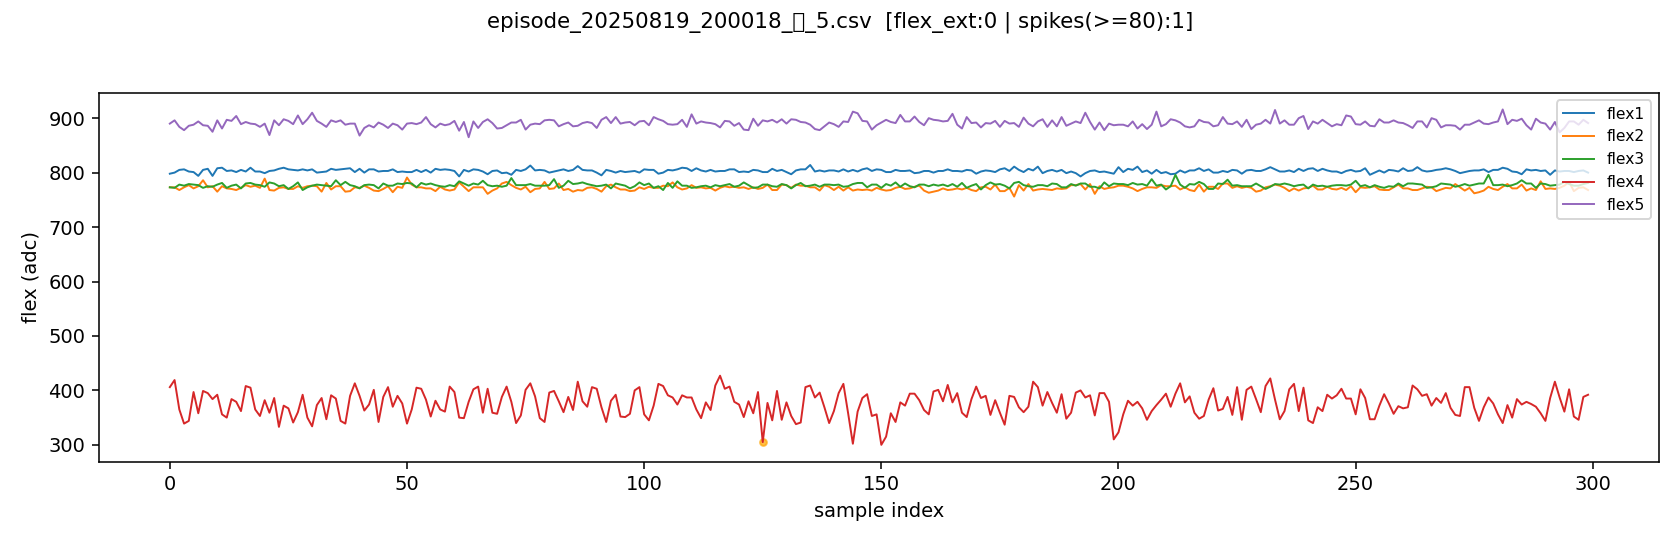 episode_20250819_200018_▯_5.csv  [flex_ext:0 | spikes(>=80):1]
flex (adc)
900
800
700
600
500
400
300
flex1
flex2
flex3
flex4
flex5
0
50
100
150
200
250
300
sample index